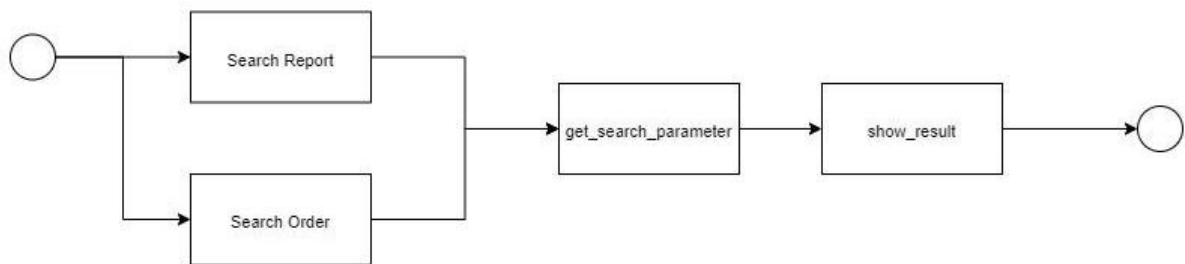 Search Report
get_search_parameter
show_result
Search Order